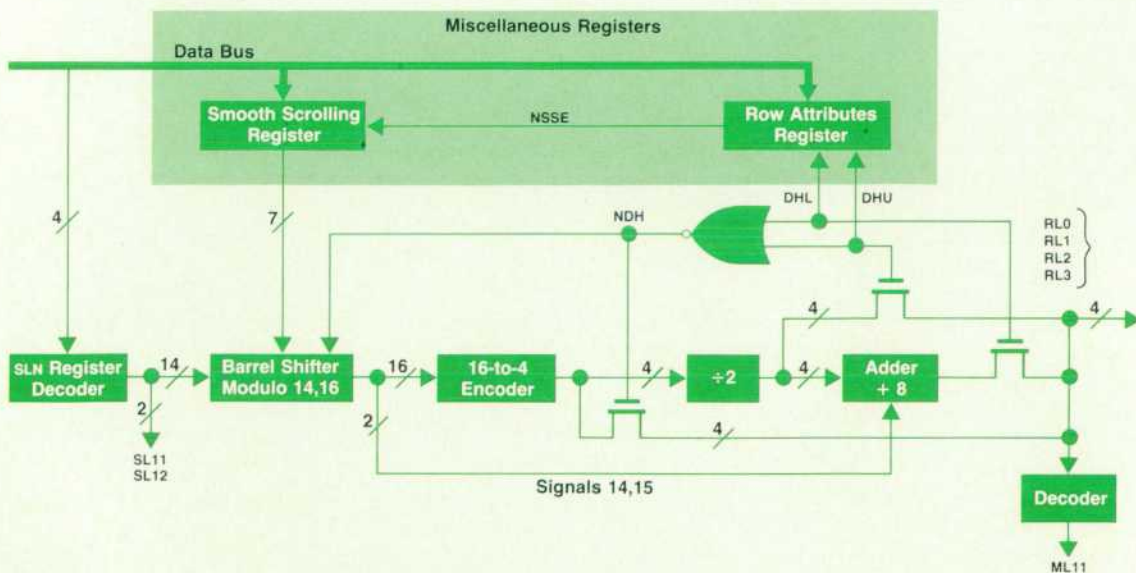 Miscellaneous Registers
Data Bus
Smooth Scrolling
Register
NSSE
Row Attributes
Register
4
7
NDH
DHL
DHU
RL0
RL1
RL2
RL3
4
4
SLN Register
Decoder
14
2
SL11
SL12
Barrel Shifter
Modulo 14,16
16
2
16-to-4
Encoder
4
÷2
4
Adder
+ 8
4
Signals 14,15
Decoder
ML11